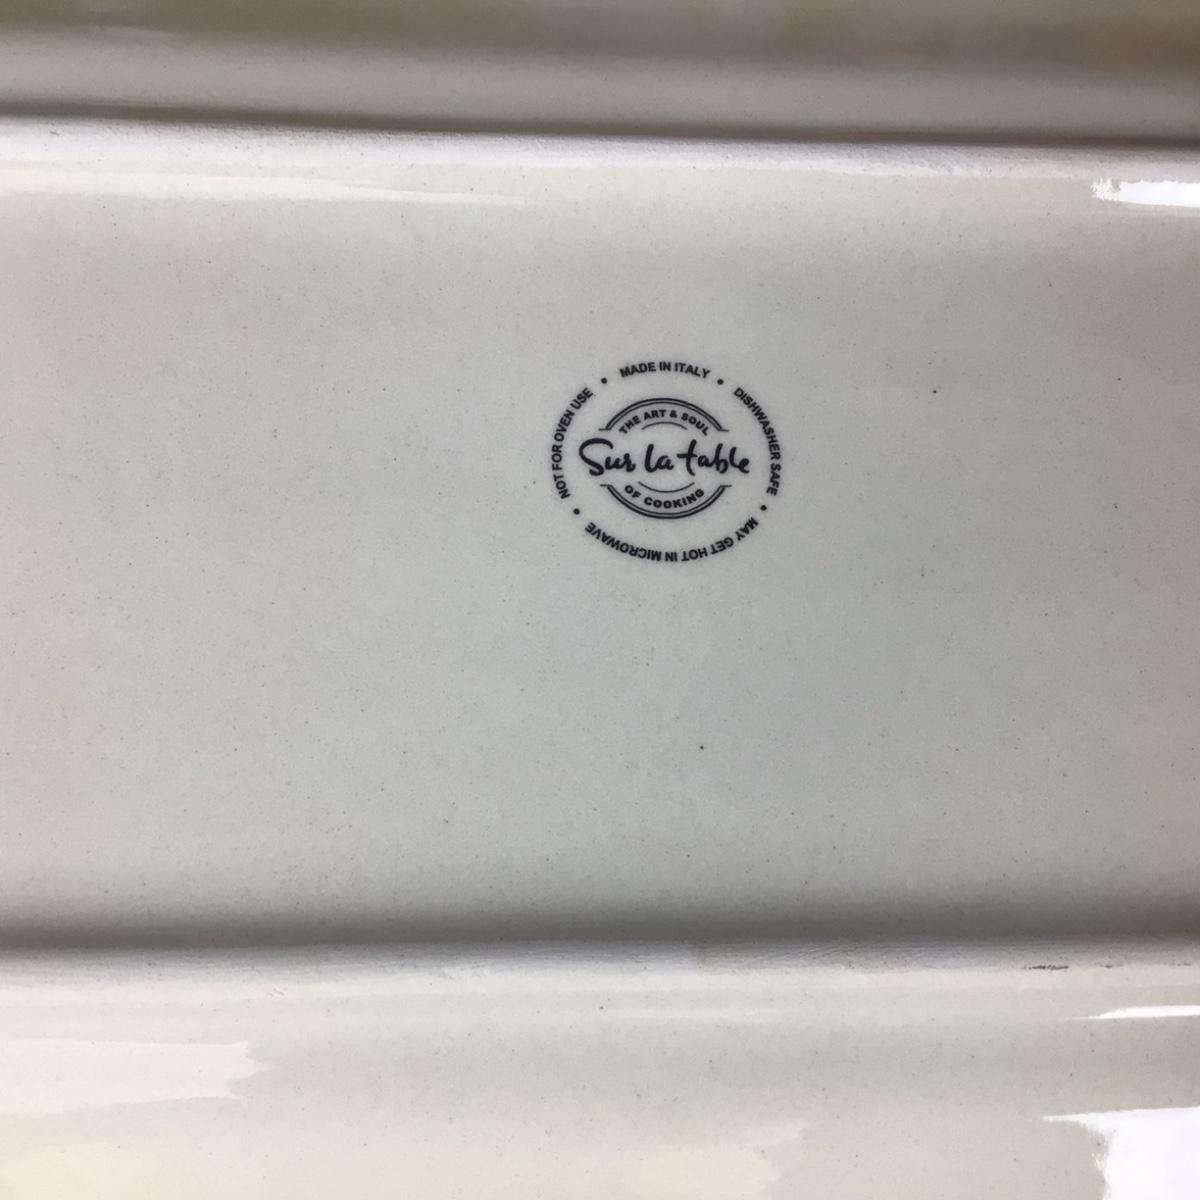 MADE IN ITALY • DISHWASHER SAFE • MAY GET HOT IN MICROWAVE • NOT FOR OVEN USE •
THE ART & SOUL
Sur la table
OF COOKING